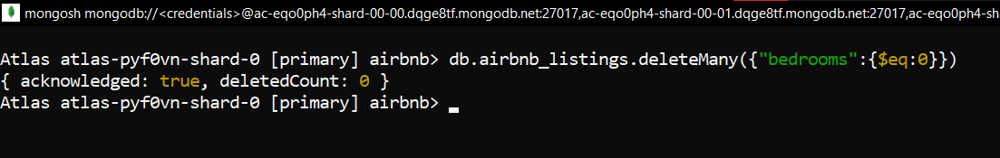 mongosh mongodb://<credentials>@ac-eqo0ph4-shard-00-00.dqge8tf.mongodb.net:27017,ac-eqo0ph4-shard-00-01.dqge8tf.mongodb.net:27017,ac-eqo0ph4-sh
Atlas atlas-pyf0vn-shard-0 [primary] airbnb> db.airbnb_listings.deleteMany({"bedrooms":{$eq:0}})
{ acknowledged: true, deletedCount: 0 }
Atlas atlas-pyf0vn-shard-0 [primary] airbnb> _